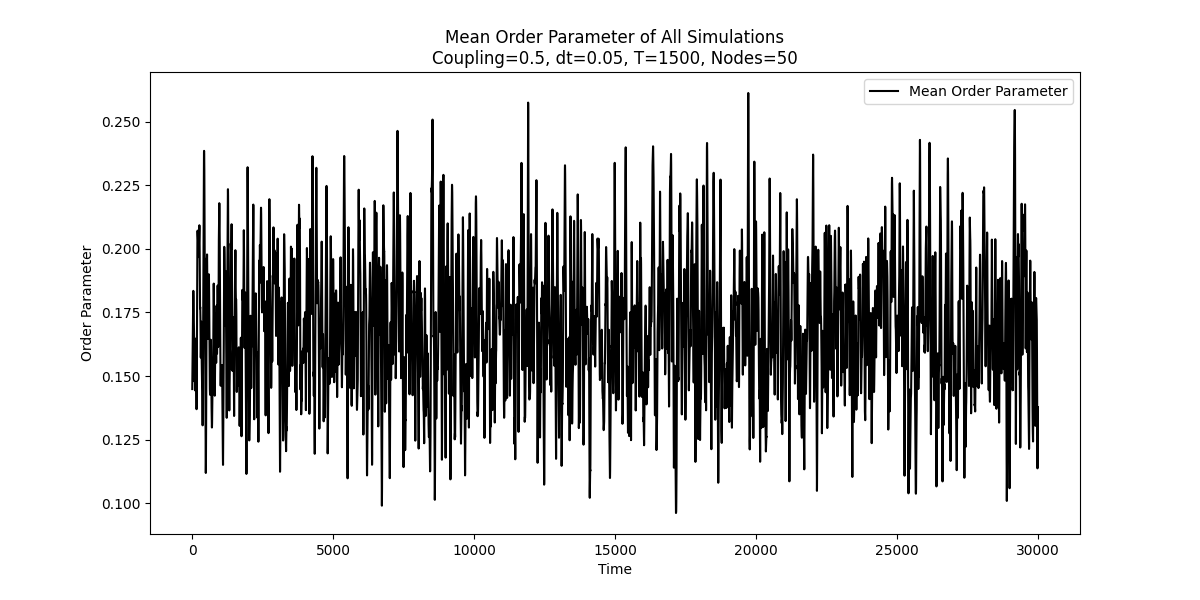 Mean Order Parameter of All Simulations
Coupling=0.5, dt=0.05, T=1500, Nodes=50
Mean Order Parameter
0.250
0.225
0.200
0.175
0.150
0.125
0.100
Order Parameter
0 5000 10000 15000 20000 25000 30000
Time